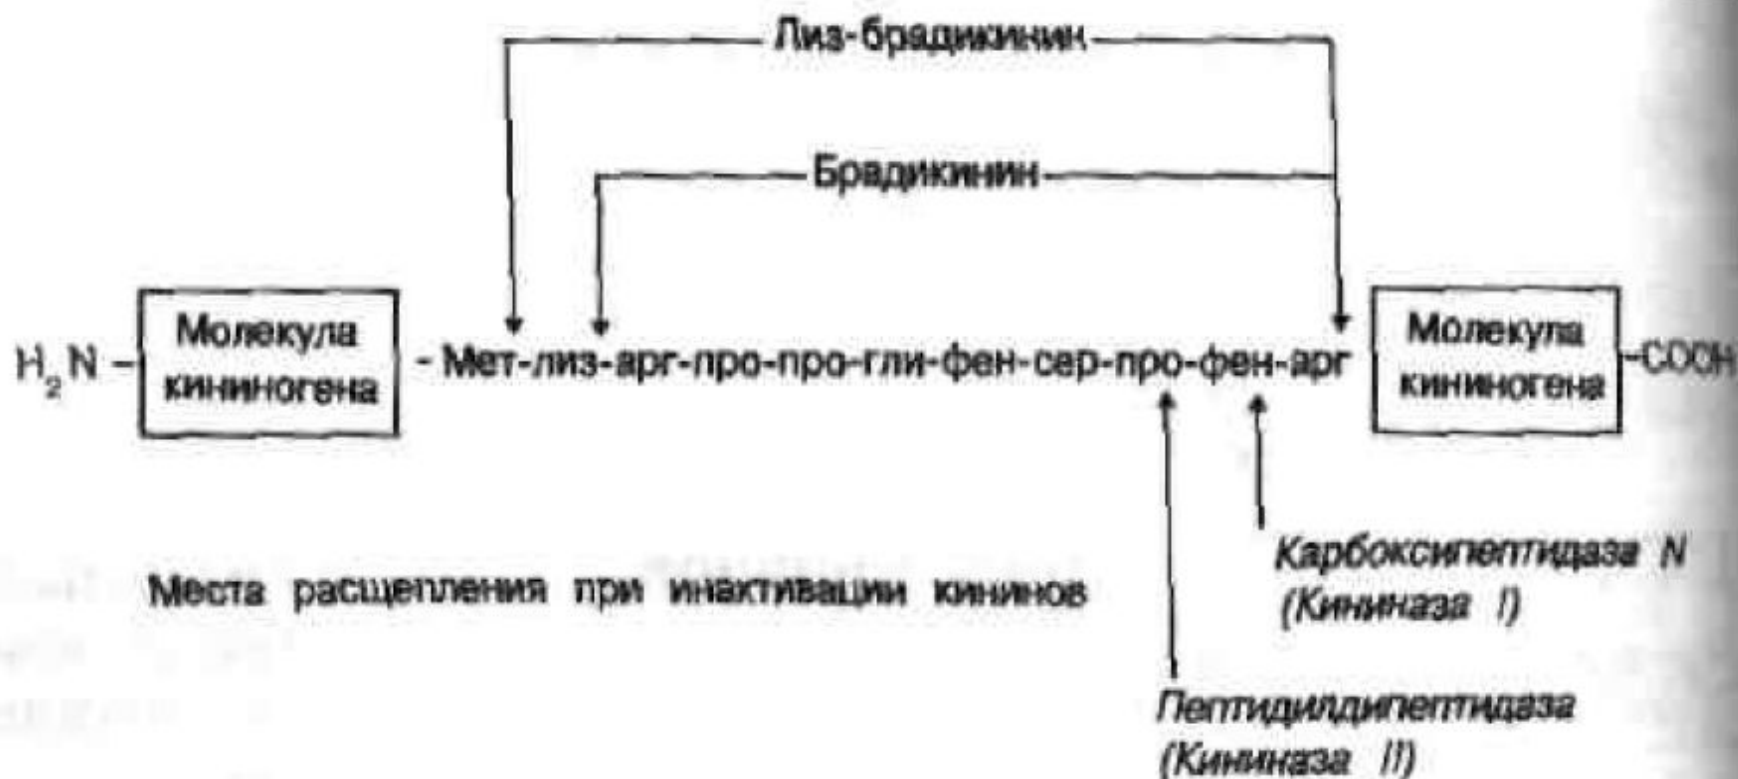 Лиз-брадикинин
Брадикинин
H₂N – Молекула кининогена - Мет-лиз-арг-про-про-гли-фен-сер-про-фен-арг Молекула кининогена -COOH
Карбоксипептидаза N
(Кининаза I)
Места расщепления при инактивации кининов
Пептидилдипептидаза
(Кининаза II)